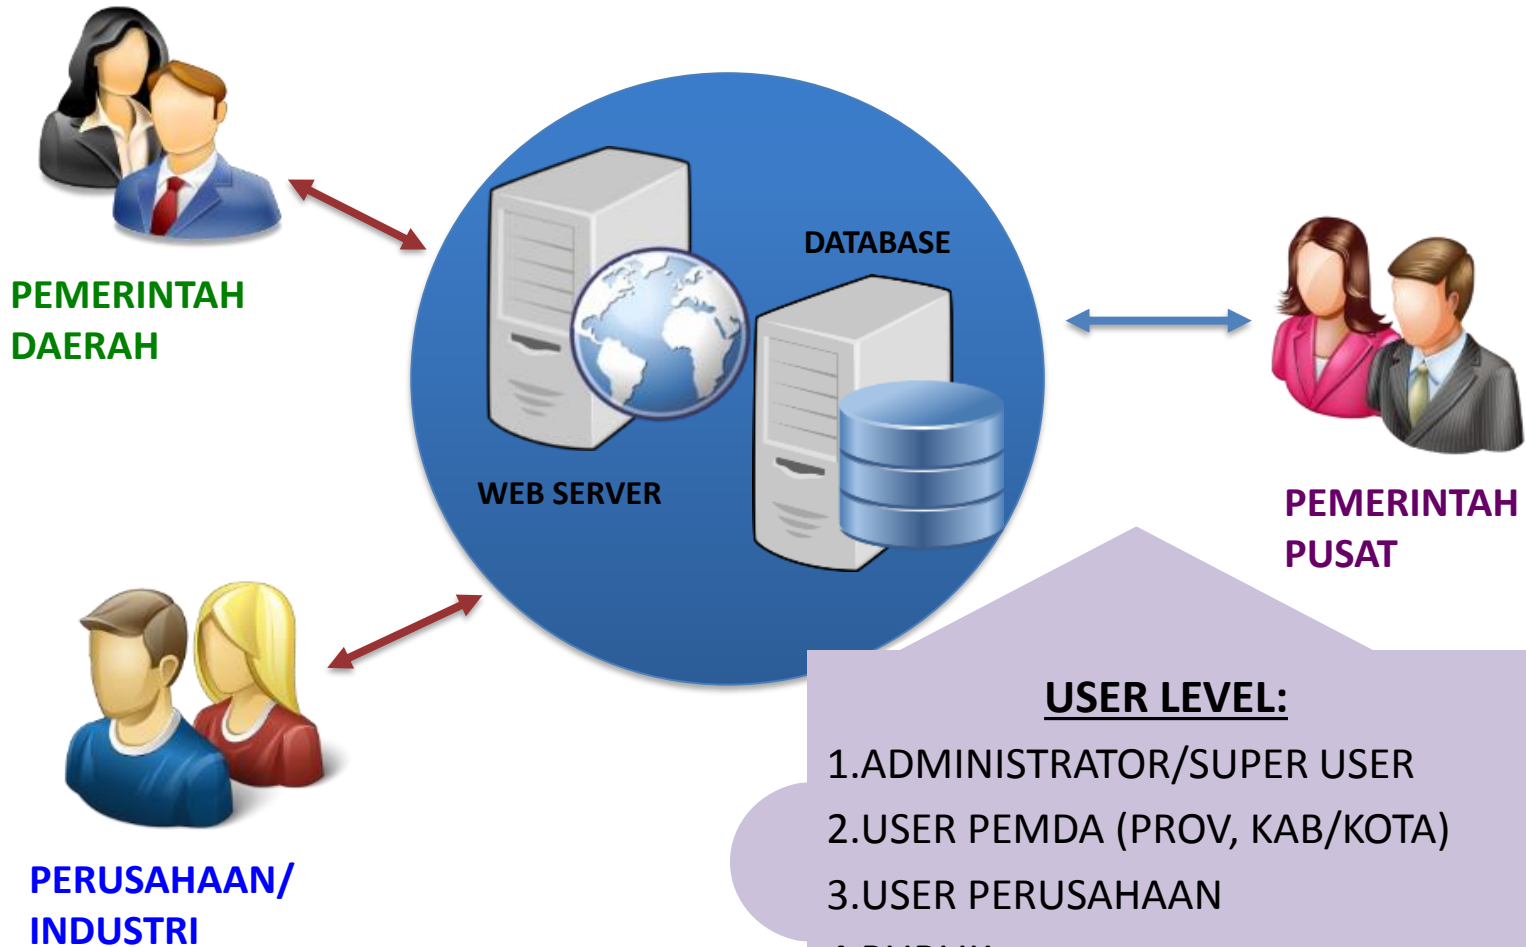 PEMERINTAH
DAERAH
DATABASE
WEB SERVER
PEMERINTAH
PUSAT
PERUSAHAAN/
INDUSTRI
USER LEVEL:
1.ADMINISTRATOR/SUPER USER
2.USER PEMDA (PROV, KAB/KOTA)
3.USER PERUSAHAAN